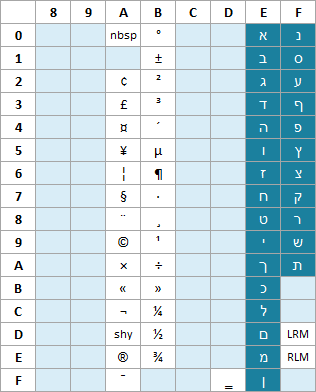 8 9 A B C D E F
0 nbsp ° א נ
1 ± ב ס
2 ¢ ² ג ע
3 £ ³ ד ף
4 ¤ ´ ה פ
5 ¥ µ ו ץ
6 ¦ ¶ ז צ
7 § · ח ק
8 ¨ ¸ ט ר
9 © ¹ י ש
A × ÷ ך ת
B « » כ
C ¬ ¼ ל
D shy ½ ם LRM
E ® ¾ מ RLM
F ¯ ‗ ן